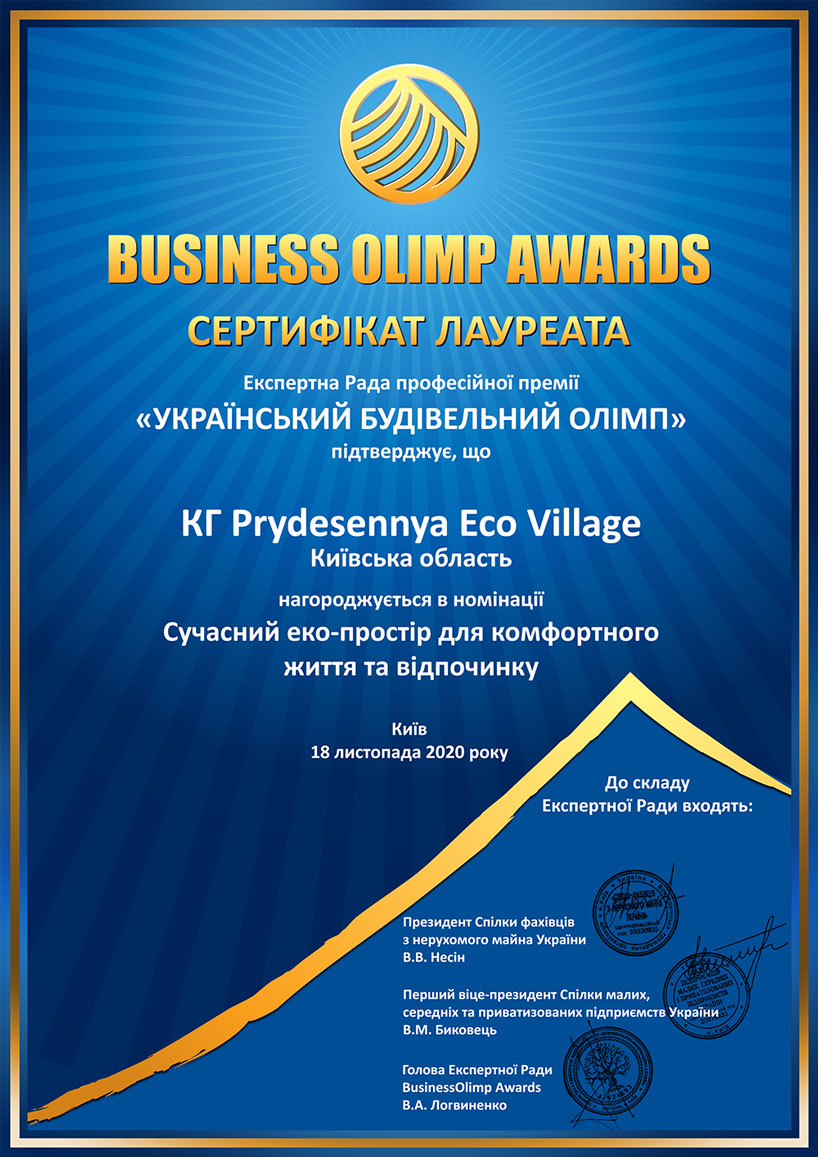 BUSINESS OLIMP AWARDS
СЕРТИФІКАТ ЛАУРЕАТА
Експертна Рада професійної премії
«УКРАЇНСЬКИЙ БУДІВЕЛЬНИЙ ОЛІМП»
підтверджує, що
КГ Prydesennya Eco Village
Київська область
нагороджується в номінації
Сучасний еко-простір для комфортного
життя та відпочинку
Київ
18 листопада 2020 року
До складу
Експертної Ради входять:
Президент Спілки фахівців
з нерухомого майна України
В.В. Несін
Перший віце-президент Спілки малих,
середніх та приватизованих підприємств України
В.М. Биковець
Голова Експертної Ради
BusinessOlimp Awards
В.А. Логвиненко